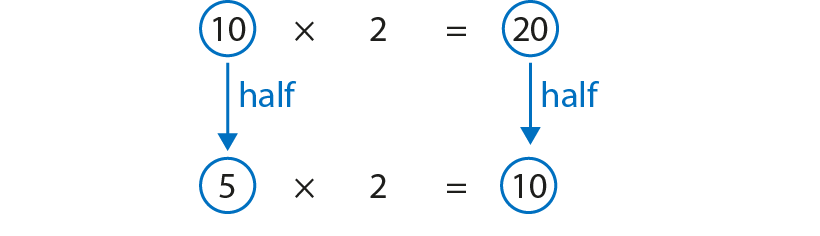 10 × 2 = 20
half half
5 × 2 = 10